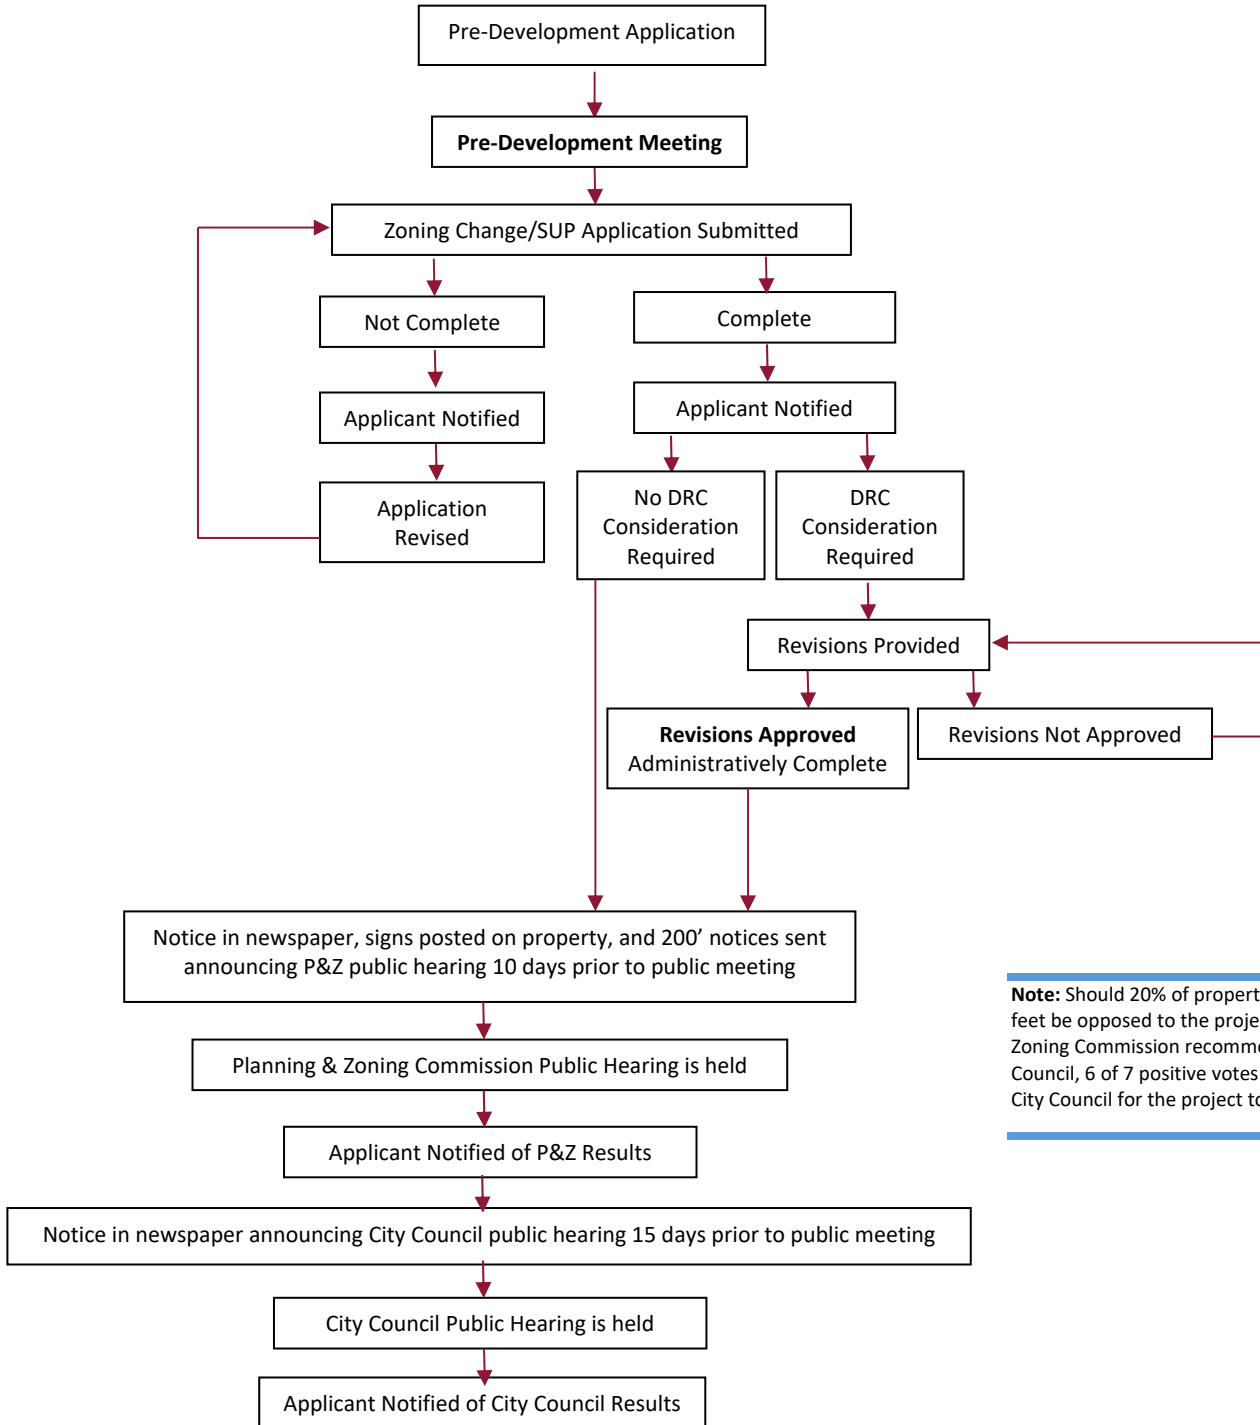 Pre-Development Application
Pre-Development Meeting
Zoning Change/SUP Application Submitted
Not Complete
Complete
Applicant Notified
Applicant Notified
Application
Revised
No DRC
Consideration
Required
DRC
Consideration
Required
Revisions Provided
Revisions Approved
Administratively Complete
Revisions Not Approved
Notice in newspaper, signs posted on property, and 200’ notices sent
announcing P&Z public hearing 10 days prior to public meeting
Note: Should 20% of propert
feet be opposed to the proje
Zoning Commission recomm
Council, 6 of 7 positive votes
City Council for the project t
Planning & Zoning Commission Public Hearing is held
Applicant Notified of P&Z Results
Notice in newspaper announcing City Council public hearing 15 days prior to public meeting
City Council Public Hearing is held
Applicant Notified of City Council Results